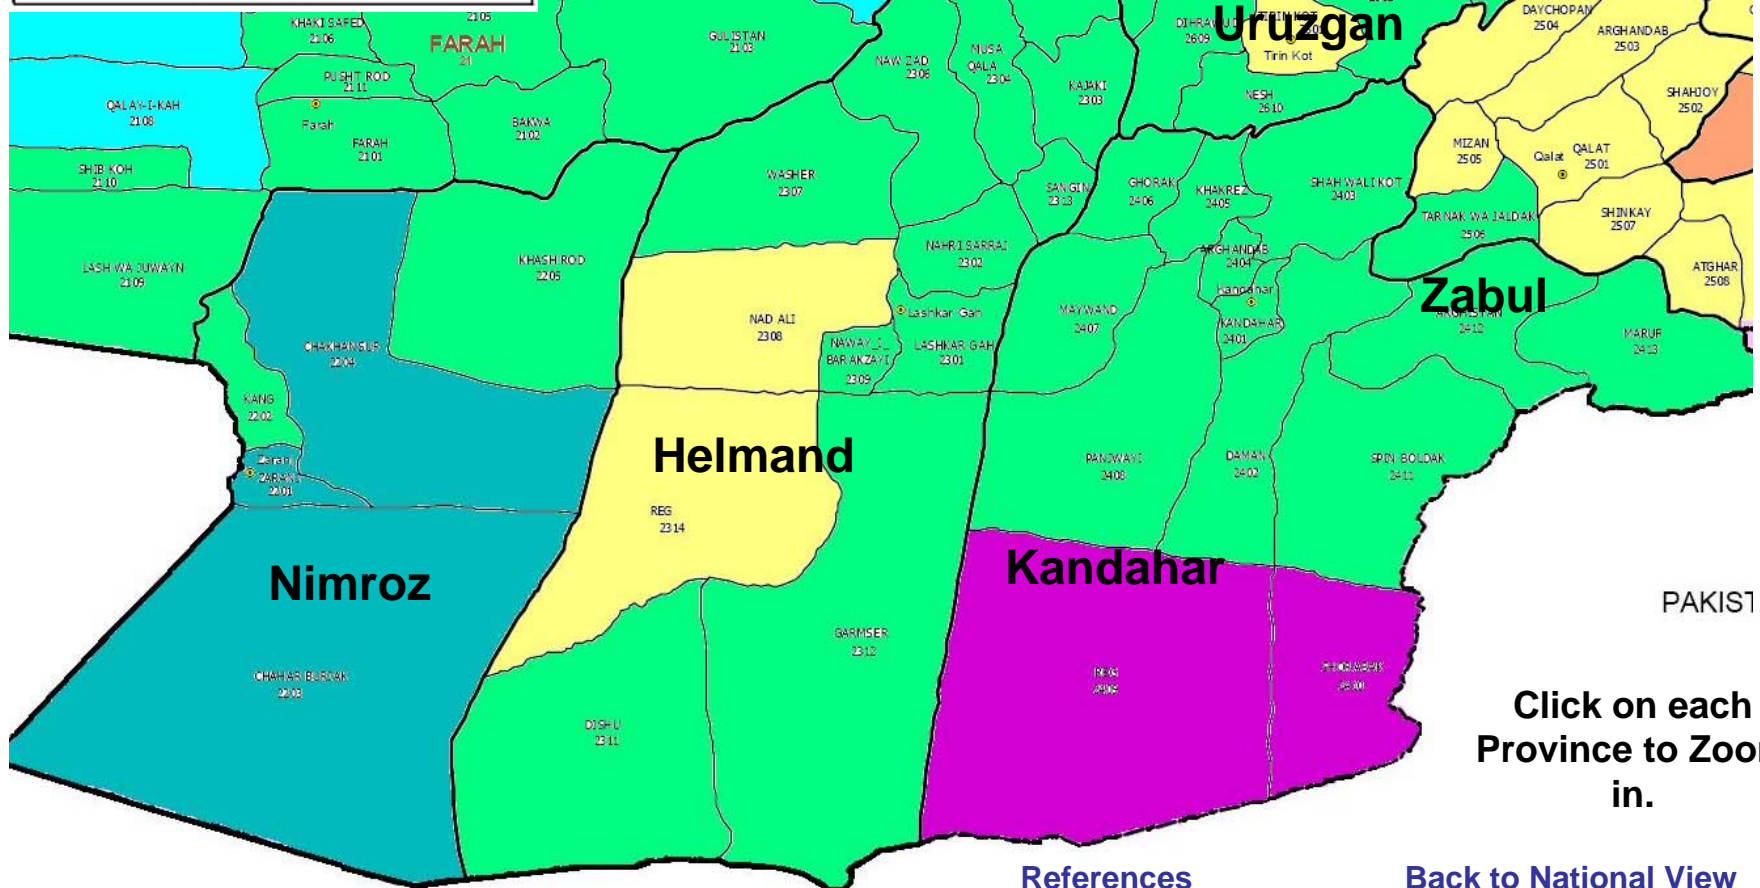 KHAKI SAFED
2106
2105
FARAH
21
GULISTAN
2103
NAW ZAD
2306
MUSA
QALA
2304
KAJAKI
2303
2609
Uruzgan
Tirin Kot
NESH
2610
DAYCHOPAN
2504
ARGHANDAB
2503
SHAHJOY
2502
PUSHT ROD
2111
QALAY-I-KAH
2108
Farah
FARAH
2101
BAKWA
2102
SHIB KOH
2110
WASHER
2307
SANGIN
2313
GHORAK
2406
KHAKREZ
2405
SHAH WALI KOT
2403
MIZAN
2505
Qalat
QALAT
2501
TARNAK WA JALDAK
2506
SHINKAY
2507
ATGHAR
2508
LASH WA JUWAYN
2109
KHASH ROD
2205
NAHRI SARRAJ
2302
ARGHANDAB
2404
Kandahar
KANDAHAR
2401
Zabul
2412
MARUF
2413
CHAKHANSUR
2204
NAD ALI
2308
Lashkar Gah
NAWAY_I_
BARAKZAYI
2309
LASHKAR GAH
2301
MAYWAND
2407
KANG
2202
Zaranj
ZARANJ
2201
Helmand
REG
2314
PANJWAYI
2408
DAMAN
2402
SPIN BOLDAK
2411
Nimroz
Kandahar
PAKIST
CHAHAR BURJAK
2203
DISHU
2311
GARMSER
2312
Click on each
Province to Zoom
in.
References
Back to National View